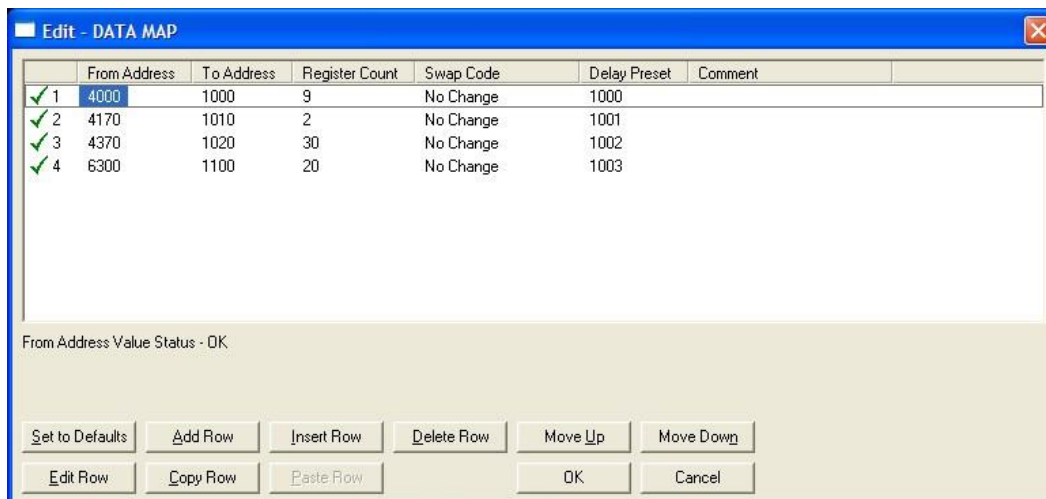 Edit - DATA MAP
From Address To Address Register Count Swap Code Delay Preset Comment
1 4000 1000 9 No Change 1000
2 4170 1010 2 No Change 1001
3 4370 1020 30 No Change 1002
4 6300 1100 20 No Change 1003
From Address Value Status - OK
Set to Defaults Add Row Insert Row Delete Row Move Up Move Down
Edit Row Copy Row Paste Row OK Cancel